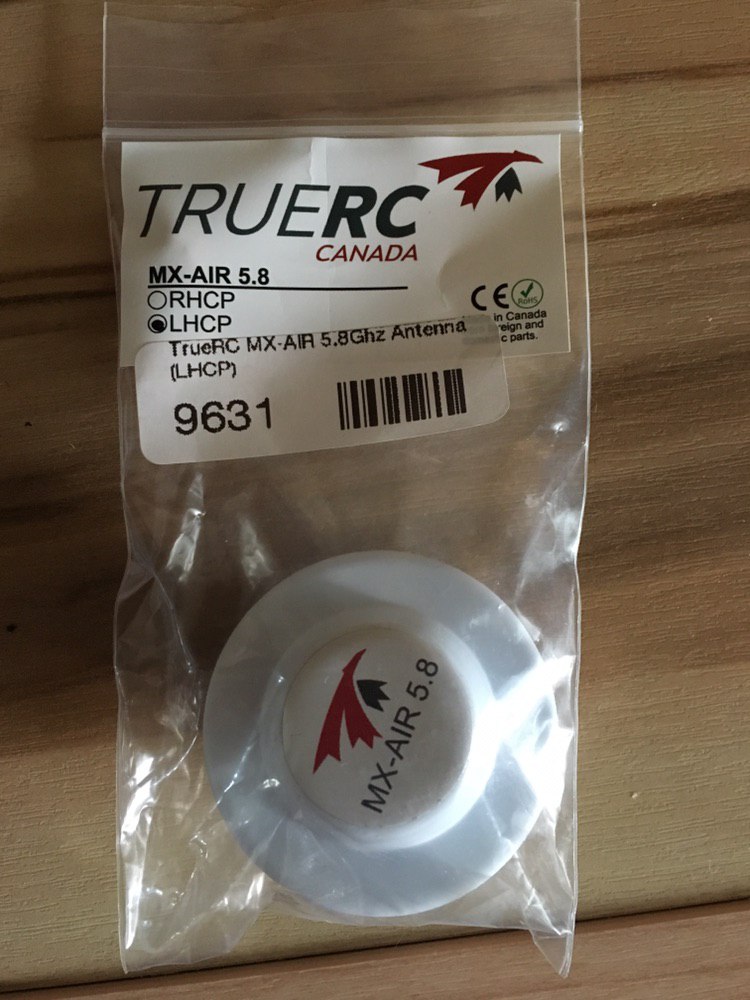 TRUERC
CANADA
MX-AIR 5.8
RHCP
LHCP
CE RoHS
in Canada
and
parts.
TrueRC MX-AIR 5.8Ghz Antenna
(LHCP)
9631
MX-AIR 5.8